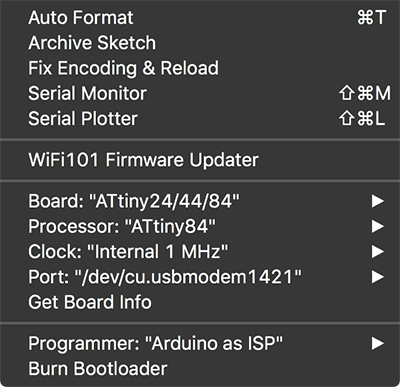 Auto Format ⌘T
Archive Sketch
Fix Encoding & Reload
Serial Monitor ⇧⌘M
Serial Plotter ⇧⌘L
WiFi101 Firmware Updater
Board: "ATtiny24/44/84" ▶
Processor: "ATtiny84" ▶
Clock: "Internal 1 MHz" ▶
Port: "/dev/cu.usbmodem1421" ▶
Get Board Info
Programmer: "Arduino as ISP" ▶
Burn Bootloader